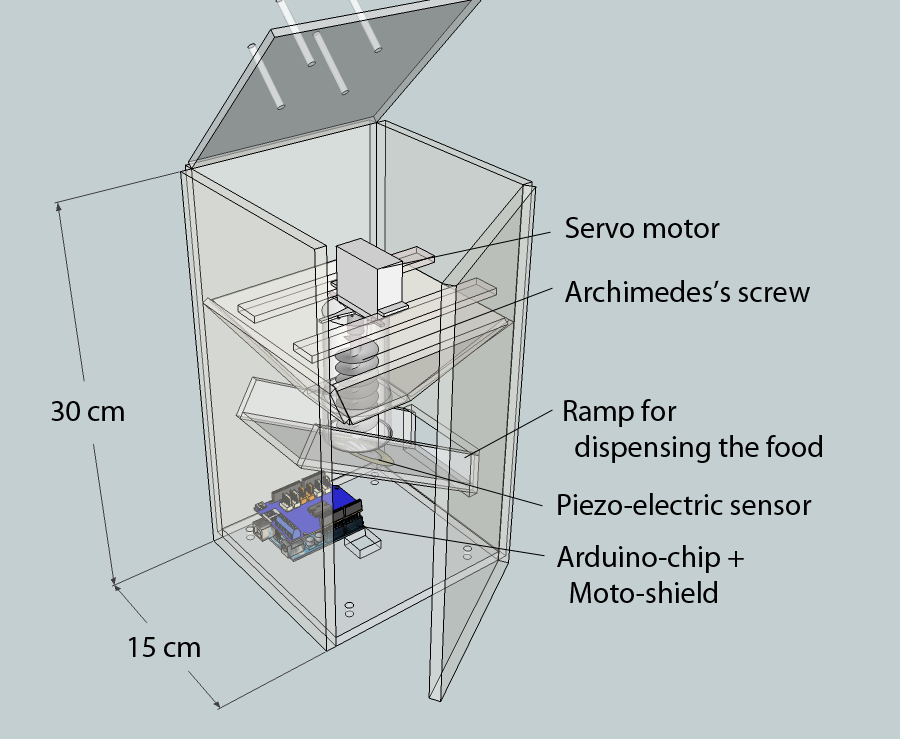 Servo motor
Archimedes’s screw
30 cm
Ramp for
dispensing the food
Piezo-electric sensor
Arduino-chip +
Moto-shield
15 cm